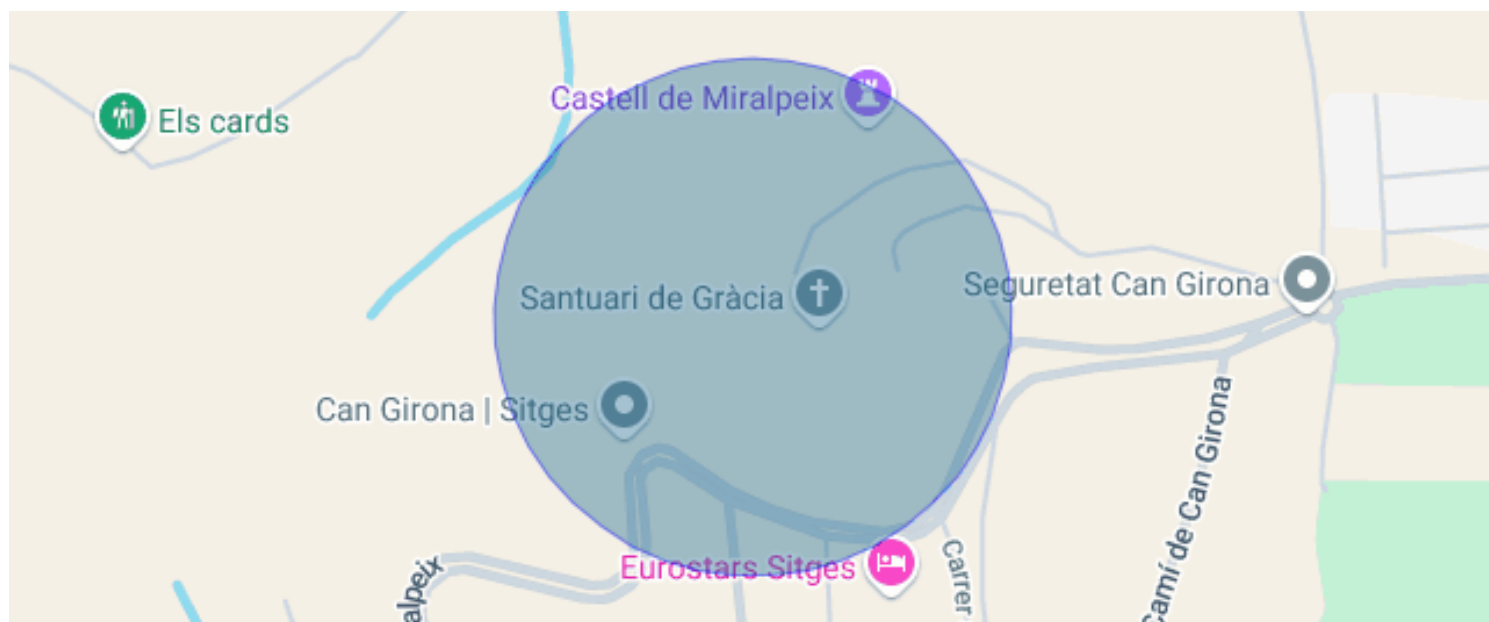 Castell de Miralpeix
Els cards
Seguretat Can Girona
Santuari de Gràcia
Can Girona | Sitges
Camí de Can Girona
Eurostars Sitges
alpeix
Carrer